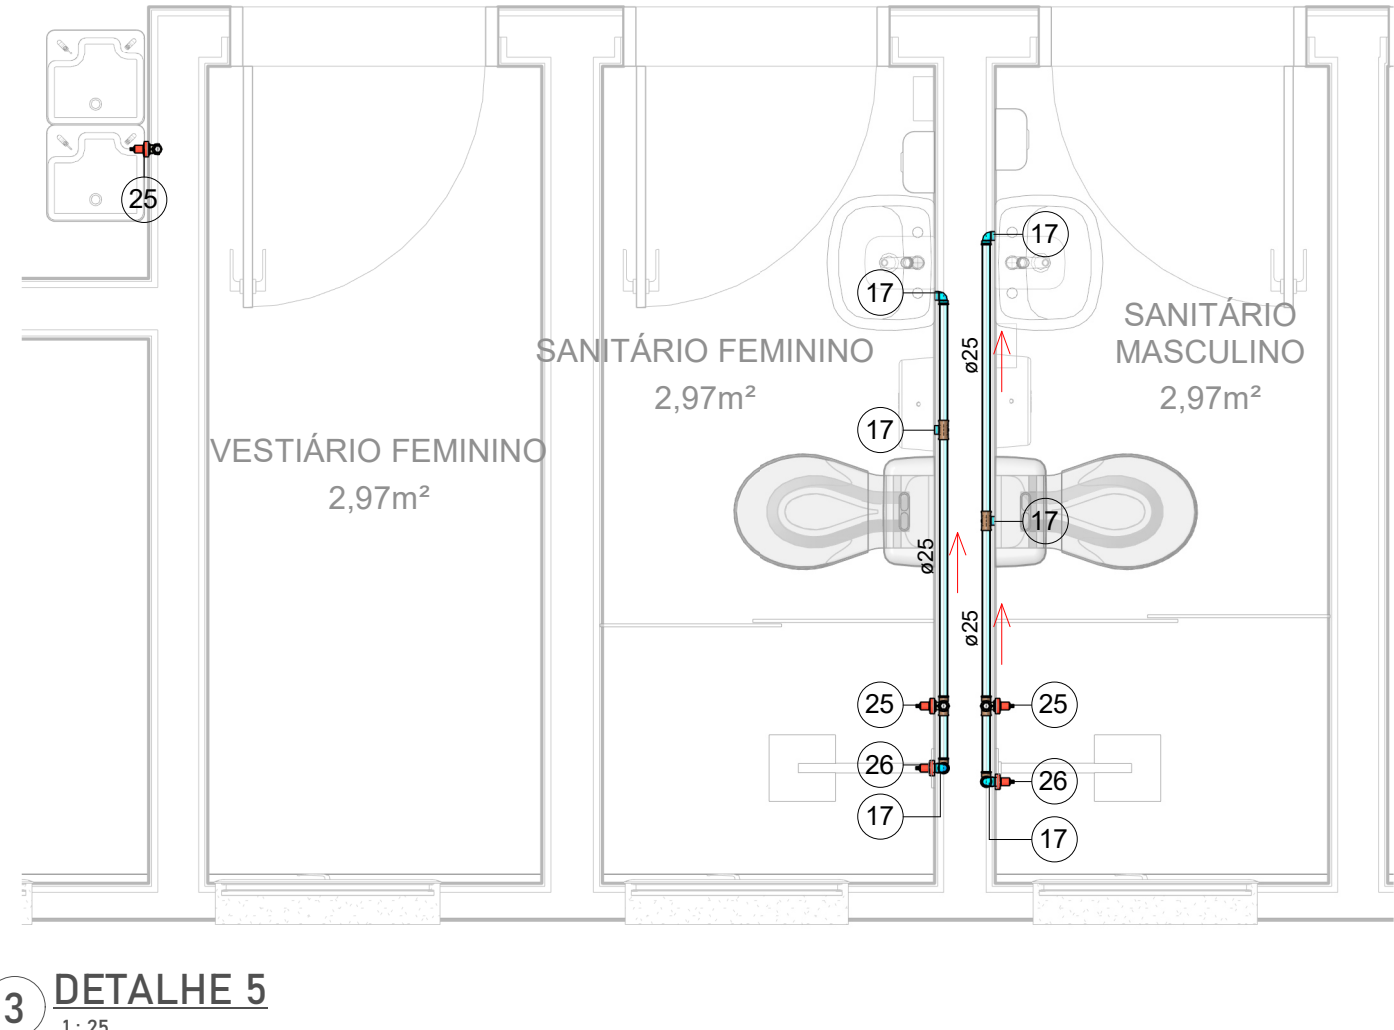 25
17
17
SANITÁRIO
MASCULINO
2,97m²
ø25
SANITÁRIO FEMININO
2,97m²
17
VESTIÁRIO FEMININO
2,97m²
17
ø25
ø25
25
25
26
26
17
17
3
DETALHE 5
1 : 25